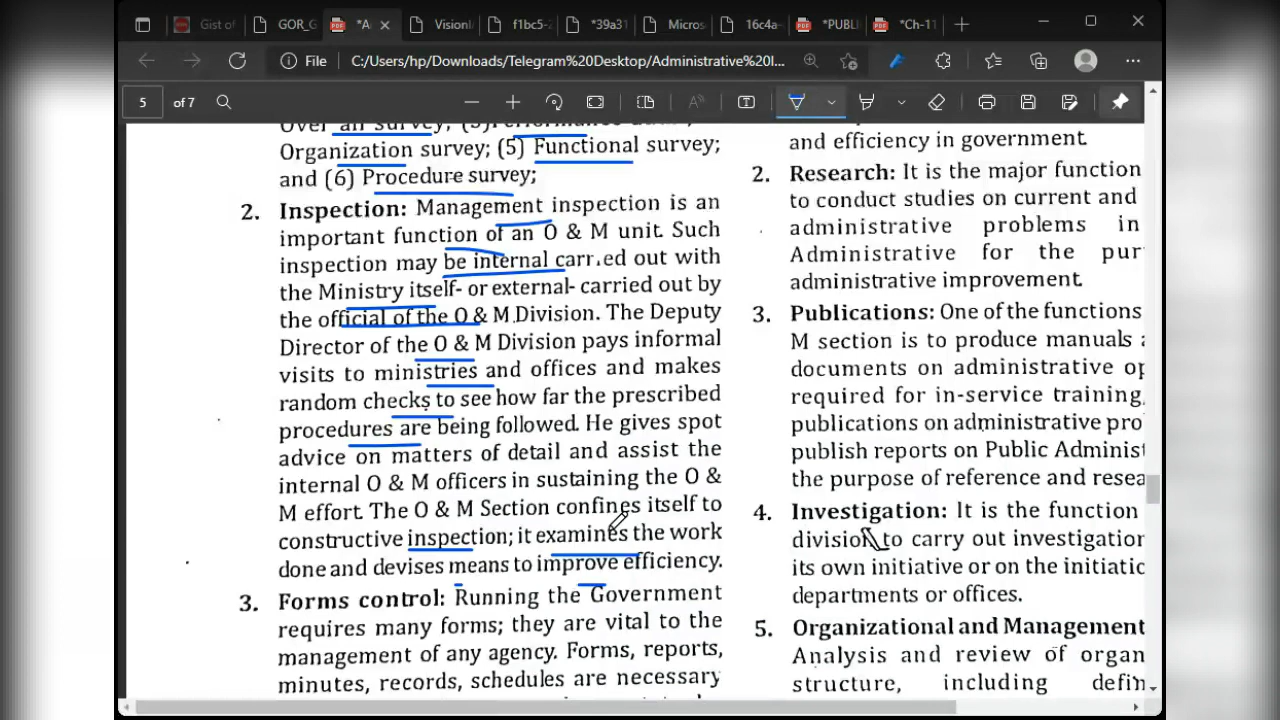 Gist of
GOR_G
*A
Vision
f1bc5-2
*39a31
Micros
16c4a-
*PUBL
*Ch-11
File
C:/Users/hp/Downloads/Telegram%20Desktop/Administrative%20I...
5 of 7
Over all survey; (3)
Organization survey; (5) Functional survey;
and (6) Procedure survey;
2. Inspection: Management inspection is an
important function of an O & M unit. Such
inspection may be internal carried out with
the Ministry itself- or external- carried out by
the official of the O & M Division. The Deputy
Director of the O & M Division pays informal
visits to ministries and offices and makes
random checks to see how far the prescribed
procedures are being followed. He gives spot
advice on matters of detail and assist the
internal O & M officers in sustaining the O &
M effort. The O & M Section confines itself to
constructive inspection; it examines the work
done and devises means to improve efficiency.
3. Forms control: Running the Government
requires many forms; they are vital to the
management of any agency. Forms, reports,
minutes, records, schedules are necessary
and efficiency in government.
2. Research: It is the major function
to conduct studies on current and
administrative problems in
Administrative for the pur
administrative improvement.
3. Publications: One of the functions
M section is to produce manuals a
documents on administrative op
required for in-service training,
publications on administrative pro
publish reports on Public Administ
the purpose of reference and resea
4. Investigation: It is the function
division to carry out investigation
its own initiative or on the initiatic
departments or offices.
5. Organizational and Management
Analysis and review of organ
structure, including defin